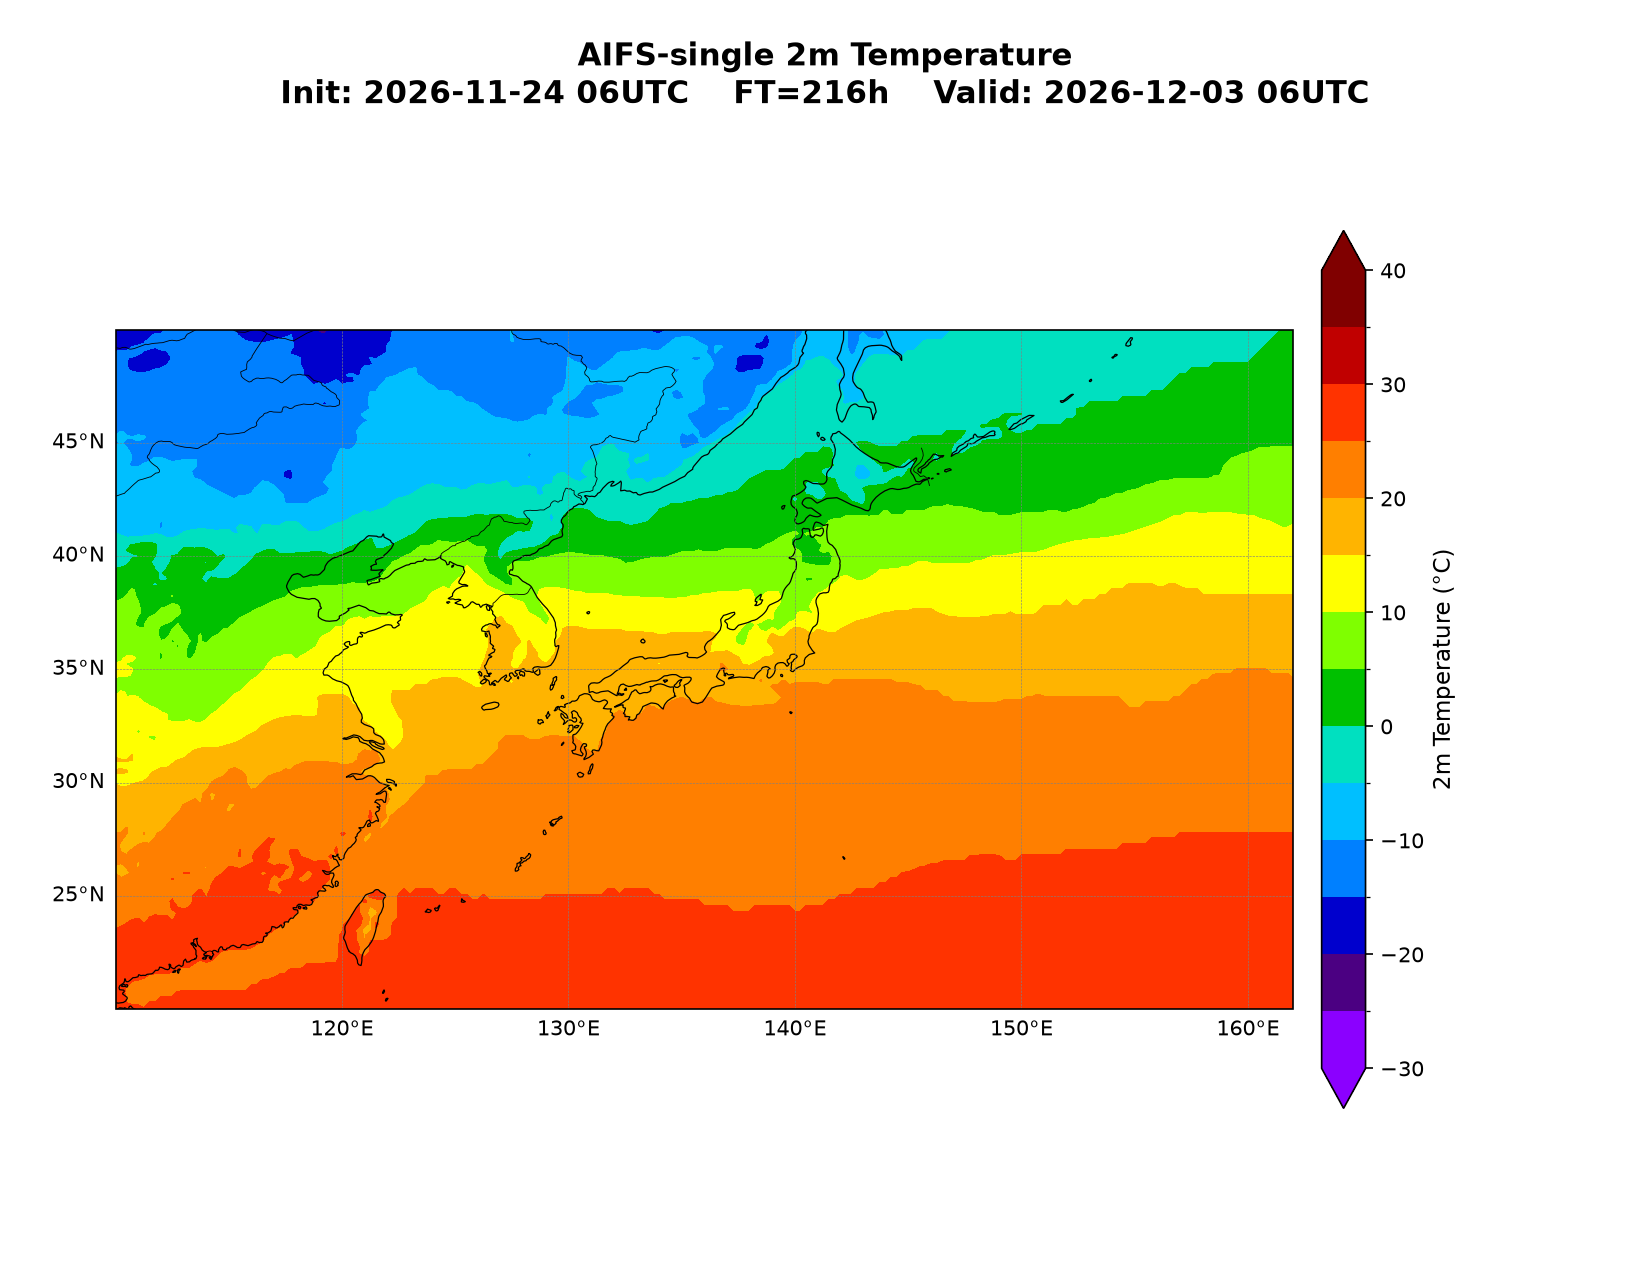 AIFS-single 2m Temperature
Init: 2026-11-24 06UTC    FT=216h    Valid: 2026-12-03 06UTC
45°N
40°N
35°N
30°N
25°N
120°E
130°E
140°E
150°E
160°E
40
30
20
10
0
−10
−20
−30
2m Temperature (°C)